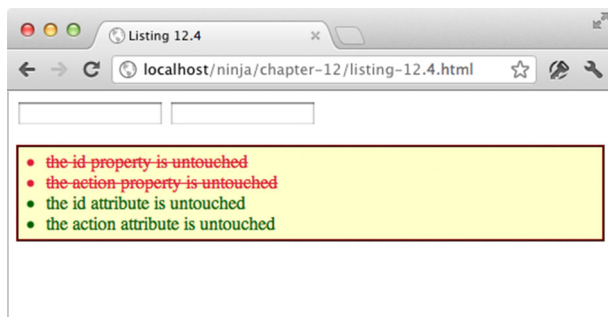 Listing 12.4
localhost/ninja/chapter-12/listing-12.4.html
the id property is untouched
the action property is untouched
the id attribute is untouched
the action attribute is untouched